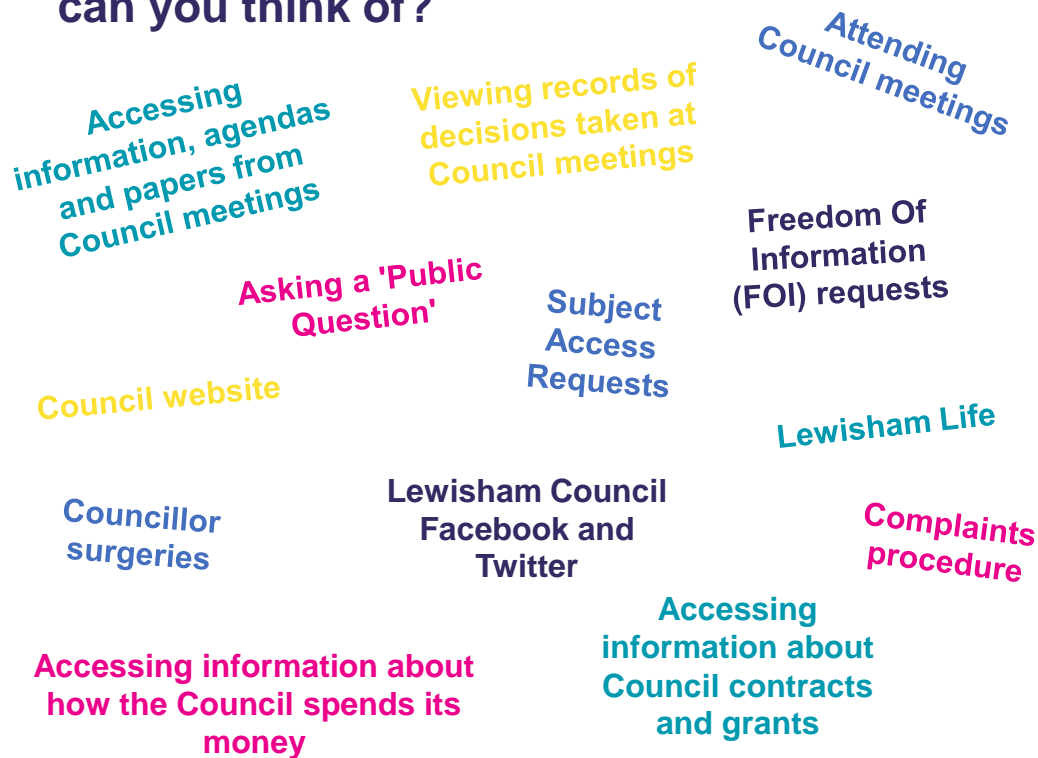 can you think of?
Attending
Council meetings
Accessing
information, agendas
and papers from
Council meetings
Viewing records of
decisions taken at
Council meetings
Freedom Of
Information
(FOI) requests
Asking a 'Public
Question'
Subject
Access
Requests
Council website
Lewisham Life
Councillor
surgeries
Lewisham Council
Facebook and
Twitter
Complaints
procedure
Accessing information about
how the Council spends its
money
Accessing
information about
Council contracts
and grants